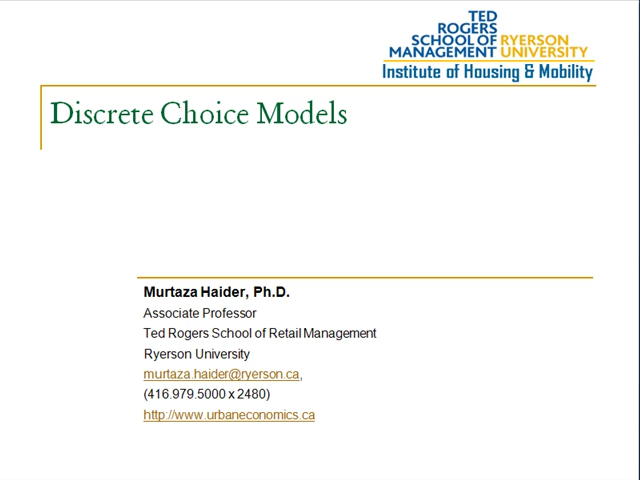 TED
ROGERS
SCHOOL OF RYERSON
MANAGEMENT UNIVERSITY
Institute of Housing & Mobility
Discrete Choice Models
Murtaza Haider, Ph.D.
Associate Professor
Ted Rogers School of Retail Management
Ryerson University
murtaza.haider@ryerson.ca,
(416.979.5000 x 2480)
http://www.urbaneconomics.ca